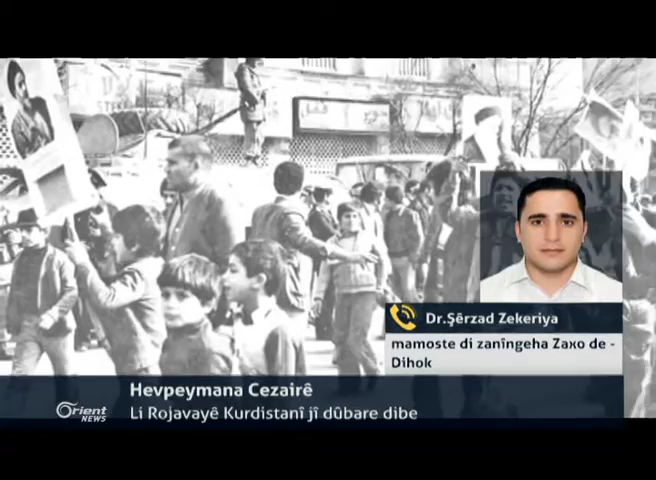 Dr.Şêrzad Zekeriya
mamoste di zanîngeha Zaxo de -
Dihok
Hevpeymana Cezairê
Li Rojavayê Kurdistanî jî dûbare dibe
Orient
NEWS